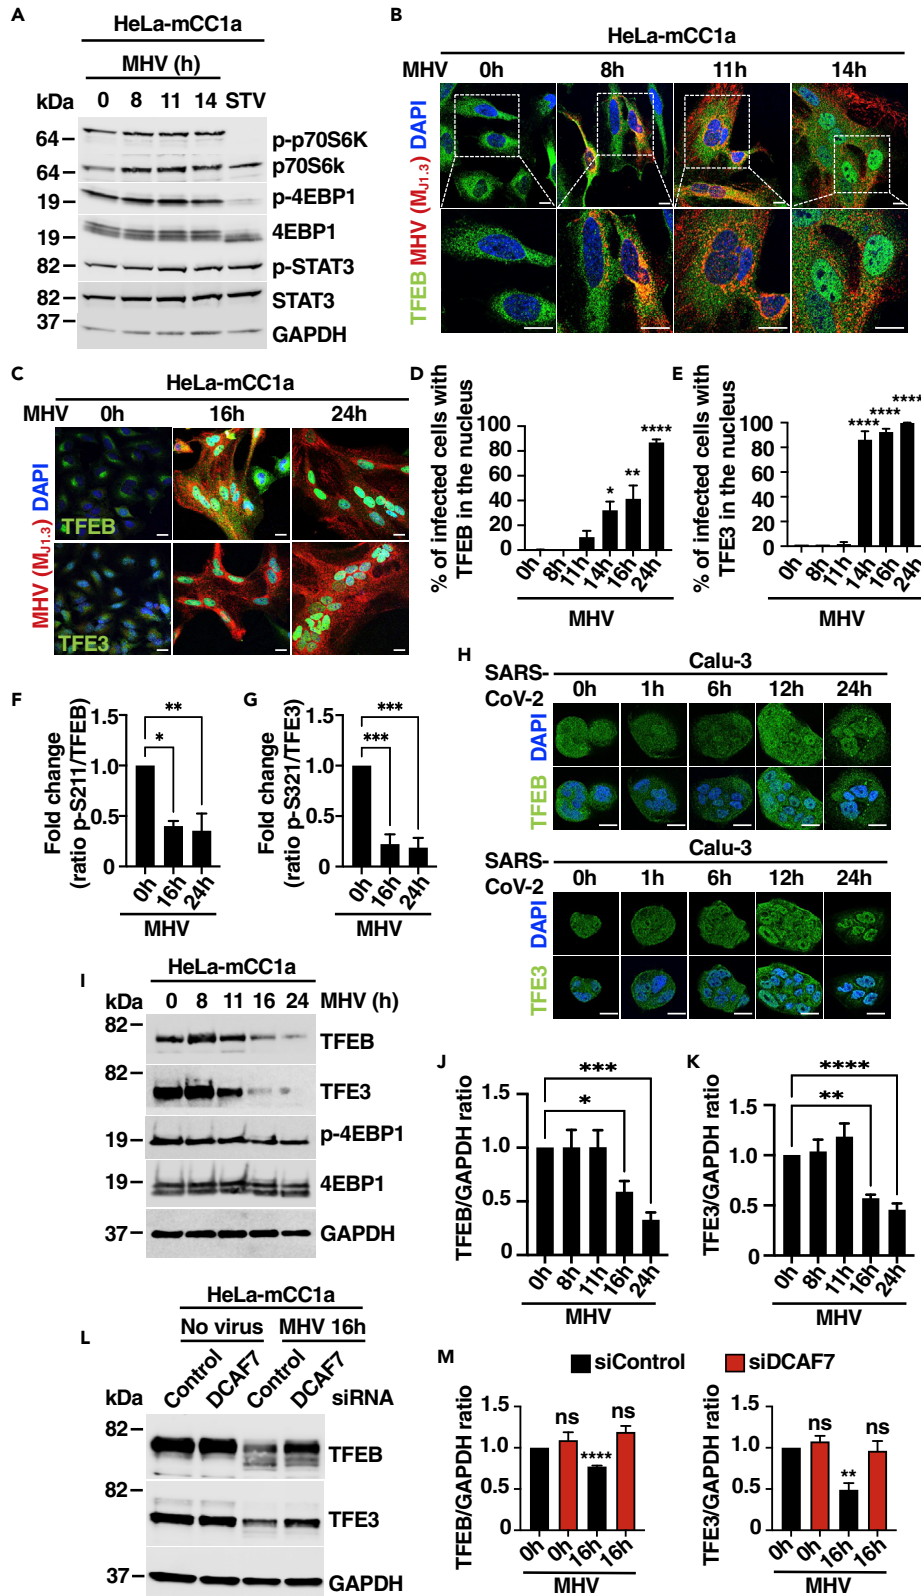 A
HeLa-mCC1a
MHV (h)
kDa 0 8 11 14 STV
64 p-p70S6K
64 p70S6k
19 p-4EBP1
19 4EBP1
82 p-STAT3
82 STAT3
37 GAPDH
B
HeLa-mCC1a
MHV 0h 8h 11h 14h
TFEB MHV (MJ1.3) DAPI
C
HeLa-mCC1a
MHV 0h 16h 24h
MHV (MJ1.3) DAPI
TFEB
TFE3
D
% of infected cells with
TFEB in the nucleus
100
80
60
40
20
0
* ** ****
0h 8h 11h 14h 16h 24h
MHV
E
% of infected cells with
TFE3 in the nucleus
100
80
60
40
20
0
**** **** ****
0h 8h 11h 14h 16h 24h
MHV
F
Fold change
(ratio p-S211/TFEB)
1.5
1.0
0.5
0
**
*
0h 16h 24h
MHV
G
Fold change
(ratio p-S321/TFE3)
1.5
1.0
0.5
0
***
***
0h 16h 24h
MHV
H
Calu-3
SARS-
CoV-2 0h 1h 6h 12h 24h
TFEB DAPI
Calu-3
SARS-
CoV-2 0h 1h 6h 12h 24h
TFE3 DAPI
I
HeLa-mCC1a
kDa 0 8 11 16 24 MHV (h)
82 TFEB
82 TFE3
19 p-4EBP1
19 4EBP1
37 GAPDH
J
TFEB/GAPDH ratio
1.5
1.0
0.5
0
***
*
0h 8h 11h 16h 24h
MHV
K
TFE3/GAPDH ratio
1.5
1.0
0.5
0
****
**
0h 8h 11h 16h 24h
MHV
L
HeLa-mCC1a
No virus MHV 16h
Control DCAF7 Control DCAF7 siRNA
kDa
82 TFEB
82 TFE3
37 GAPDH
M
siControl siDCAF7
TFEB/GAPDH ratio
1.5
1.0
0.5
0.0
ns **** ns
0h 0h 16h 16h
MHV
TFE3/GAPDH ratio
1.5
1.0
0.5
0.0
ns ** ns
0h 0h 16h 16h
MHV